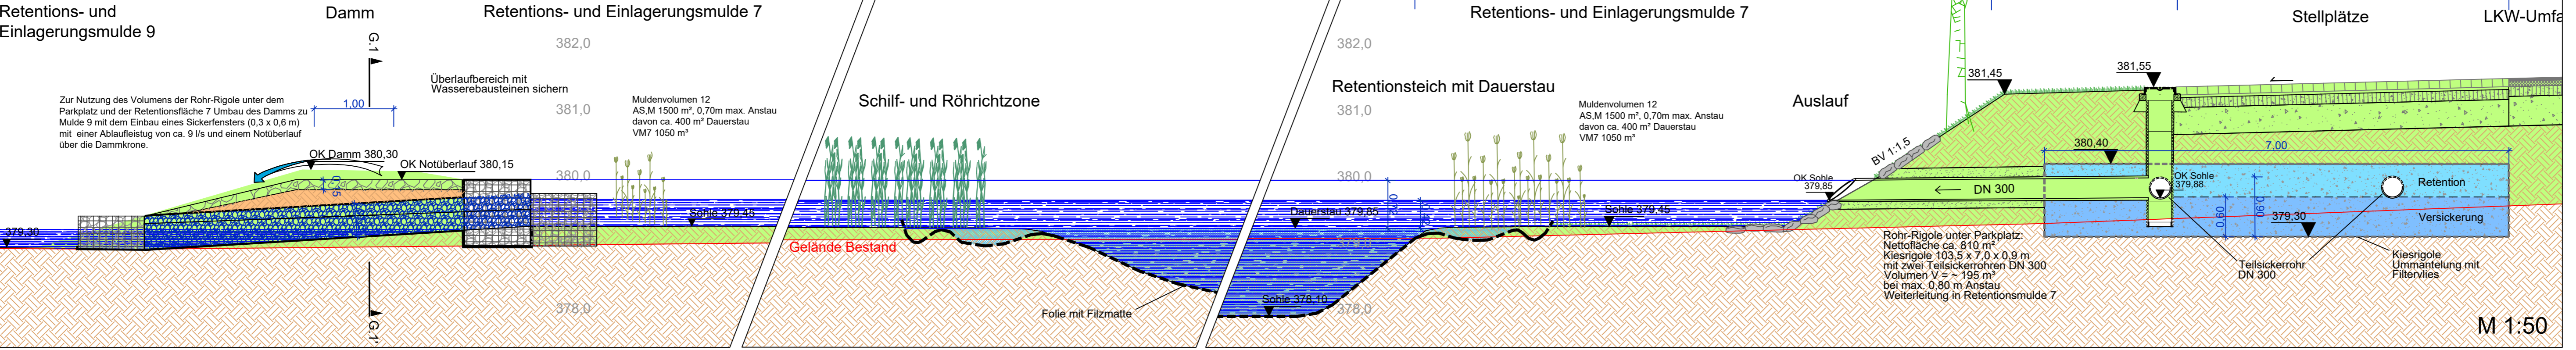 Retentions- und
Einlagerungsmulde 9
Damm
Retentions- und Einlagerungsmulde 7
Retentions- und Einlagerungsmulde 7
Stellplätze
LKW-Umfa
G.1
382,0
382,0
Überlaufbereich mit
Wasserebausteinen sichern
381,45
381,55
Zur Nutzung des Volumens der Rohr-Rigole unter dem
Parkplatz und der Retentionsfläche 7 Umbau des Damms zu
Mulde 9 mit dem Einbau eines Sickerfensters (0,3 x 0,6 m)
mit einer Ablaufleistug von ca. 9 l/s und einem Notüberlauf
über die Dammkrone.
1,00
381,0
Muldenvolumen 12
AS,M 1500 m², 0,70m max. Anstau
davon ca. 400 m² Dauerstau
VM7 1050 m³
Schilf- und Röhrichtzone
Retentionsteich mit Dauerstau
381,0
Muldenvolumen 12
AS,M 1500 m², 0,70m max. Anstau
davon ca. 400 m² Dauerstau
VM7 1050 m³
Auslauf
BV 1:1,5
380,40
7,00
OK Damm 380,30
OK Notüberlauf 380,15
0,15
380,0
380,0
OK Sohle
379,85
DN 300
OK Sohle
379,88
Retention
Versickerung
0,60
0,90
379,30
379,30
Sohle 379,45
Dauerstau 379,85
Sohle 379,45
Gelände Bestand
379,0
Rohr-Rigole unter Parkplatz:
Nettofläche ca. 810 m²
Kiesrigole 103,5 x 7,0 x 0,9 m
mit zwei Teilsickerrohren DN 300
Volumen V = ~ 195 m³
bei max. 0,80 m Anstau
Weiterleitung in Retentionsmulde 7
Teilsickerrohr
DN 300
Kiesrigole
Ummantelung mit
Filtervlies
378,0
Folie mit Filzmatte
Sohle 378,10
378,0
G.1'
M 1:50